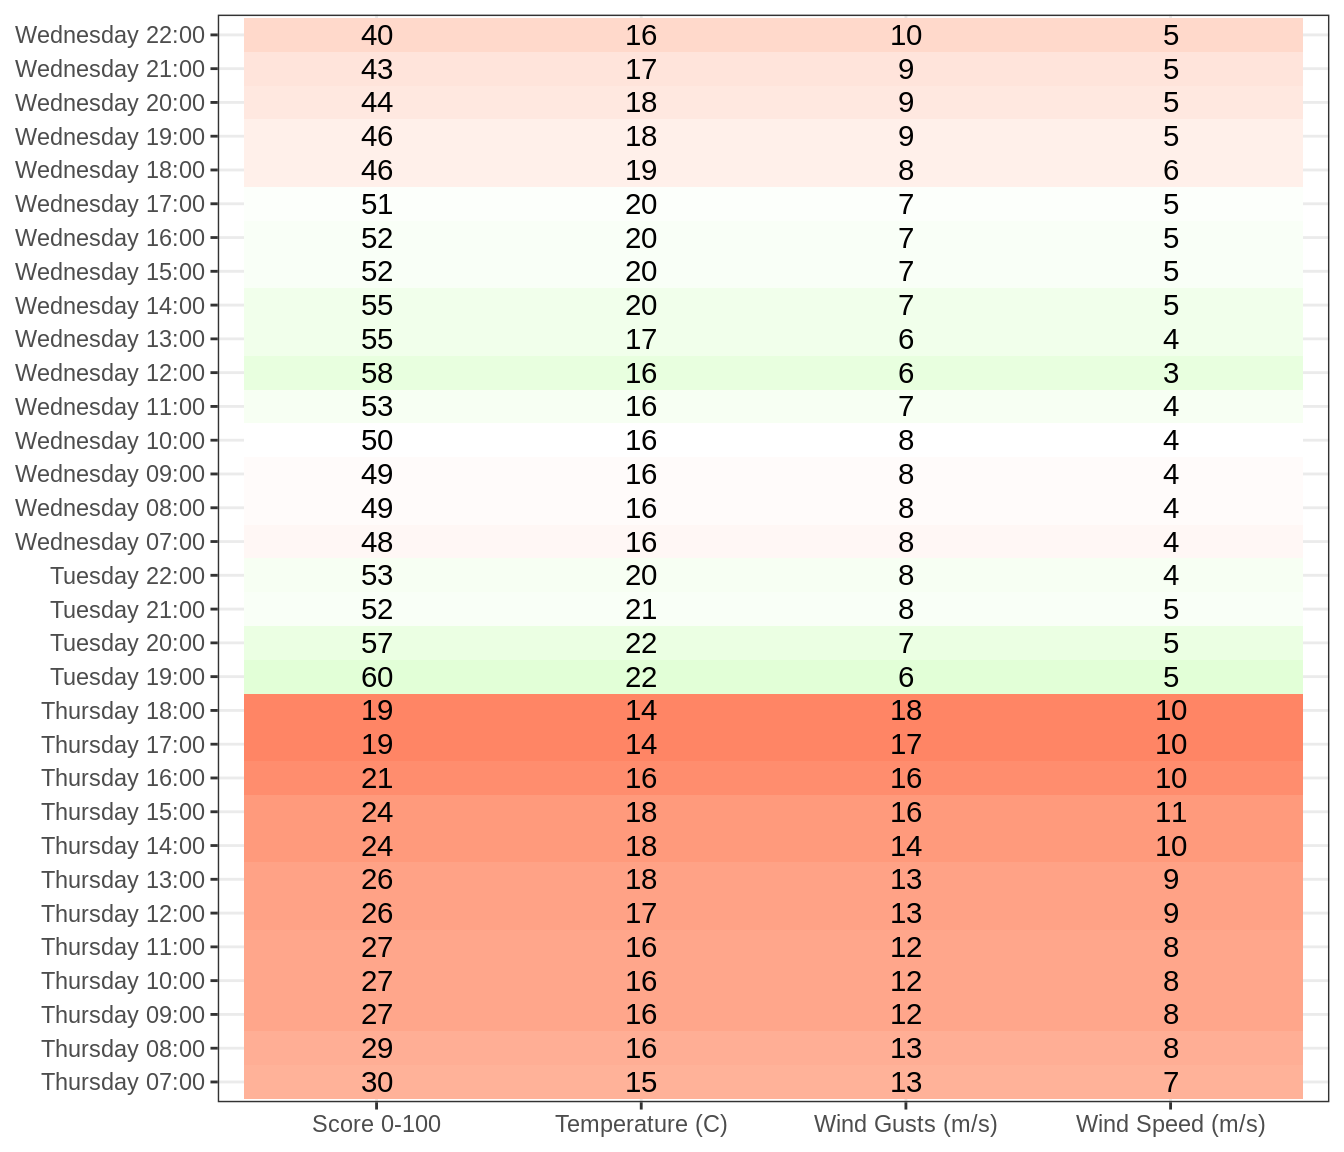 Wednesday 22:00 40 16 10 5
Wednesday 21:00 43 17 9 5
Wednesday 20:00 44 18 9 5
Wednesday 19:00 46 18 9 5
Wednesday 18:00 46 19 8 6
Wednesday 17:00 51 20 7 5
Wednesday 16:00 52 20 7 5
Wednesday 15:00 52 20 7 5
Wednesday 14:00 55 20 7 5
Wednesday 13:00 55 17 6 4
Wednesday 12:00 58 16 6 3
Wednesday 11:00 53 16 7 4
Wednesday 10:00 50 16 8 4
Wednesday 09:00 49 16 8 4
Wednesday 08:00 49 16 8 4
Wednesday 07:00 48 16 8 4
Tuesday 22:00 53 20 8 4
Tuesday 21:00 52 21 8 5
Tuesday 20:00 57 22 7 5
Tuesday 19:00 60 22 6 5
Thursday 18:00 19 14 18 10
Thursday 17:00 19 14 17 10
Thursday 16:00 21 16 16 10
Thursday 15:00 24 18 16 11
Thursday 14:00 24 18 14 10
Thursday 13:00 26 18 13 9
Thursday 12:00 26 17 13 9
Thursday 11:00 27 16 12 8
Thursday 10:00 27 16 12 8
Thursday 09:00 27 16 12 8
Thursday 08:00 29 16 13 8
Thursday 07:00 30 15 13 7
Score 0-100 Temperature (C) Wind Gusts (m/s) Wind Speed (m/s)